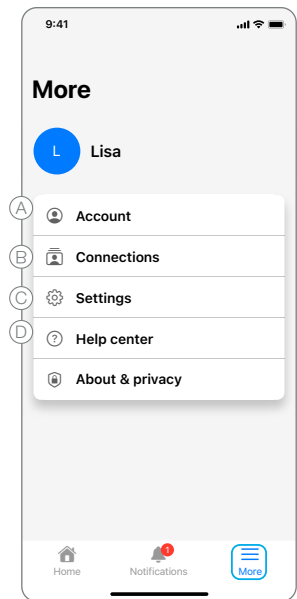 9:41
More
L Lisa
A Account
B Connections
C Settings
D ? Help center
About & privacy
1
Home Notifications More